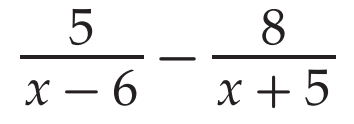 5/(x − 6) − 8/(x + 5)